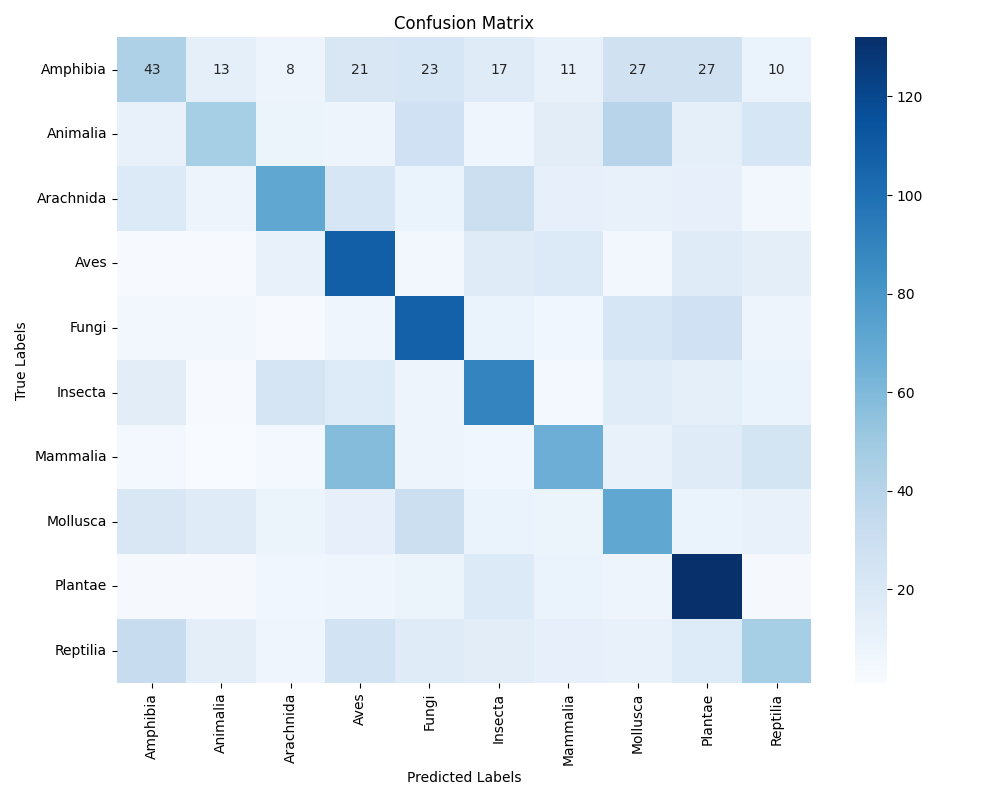 Confusion Matrix
Amphibia 43 13 8 21 23 17 11 27 27 10
Animalia
Arachnida
Aves
Fungi
Insecta
Mammalia
Mollusca
Plantae
Reptilia
True Labels
Amphibia
Animalia
Arachnida
Aves
Fungi
Insecta
Mammalia
Mollusca
Plantae
Reptilia
Predicted Labels
120
100
80
60
40
20